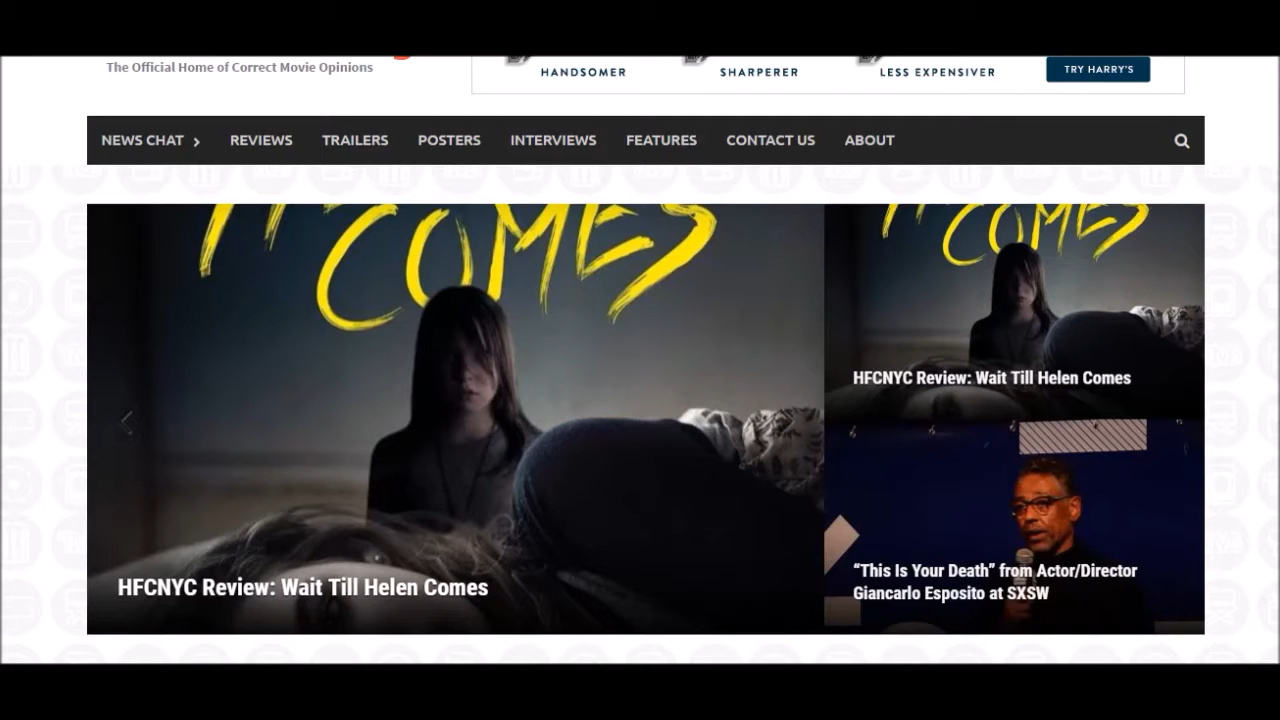 The Official Home of Correct Movie Opinions
HANDSOMER SHARPERER LESS EXPENSIVER TRY HARRY'S
NEWS CHAT REVIEWS TRAILERS POSTERS INTERVIEWS FEATURES CONTACT US ABOUT
COMES
COMES
HFCNYC Review: Wait Till Helen Comes
HFCNYC Review: Wait Till Helen Comes
“This Is Your Death” from Actor/Director
Giancarlo Esposito at SXSW